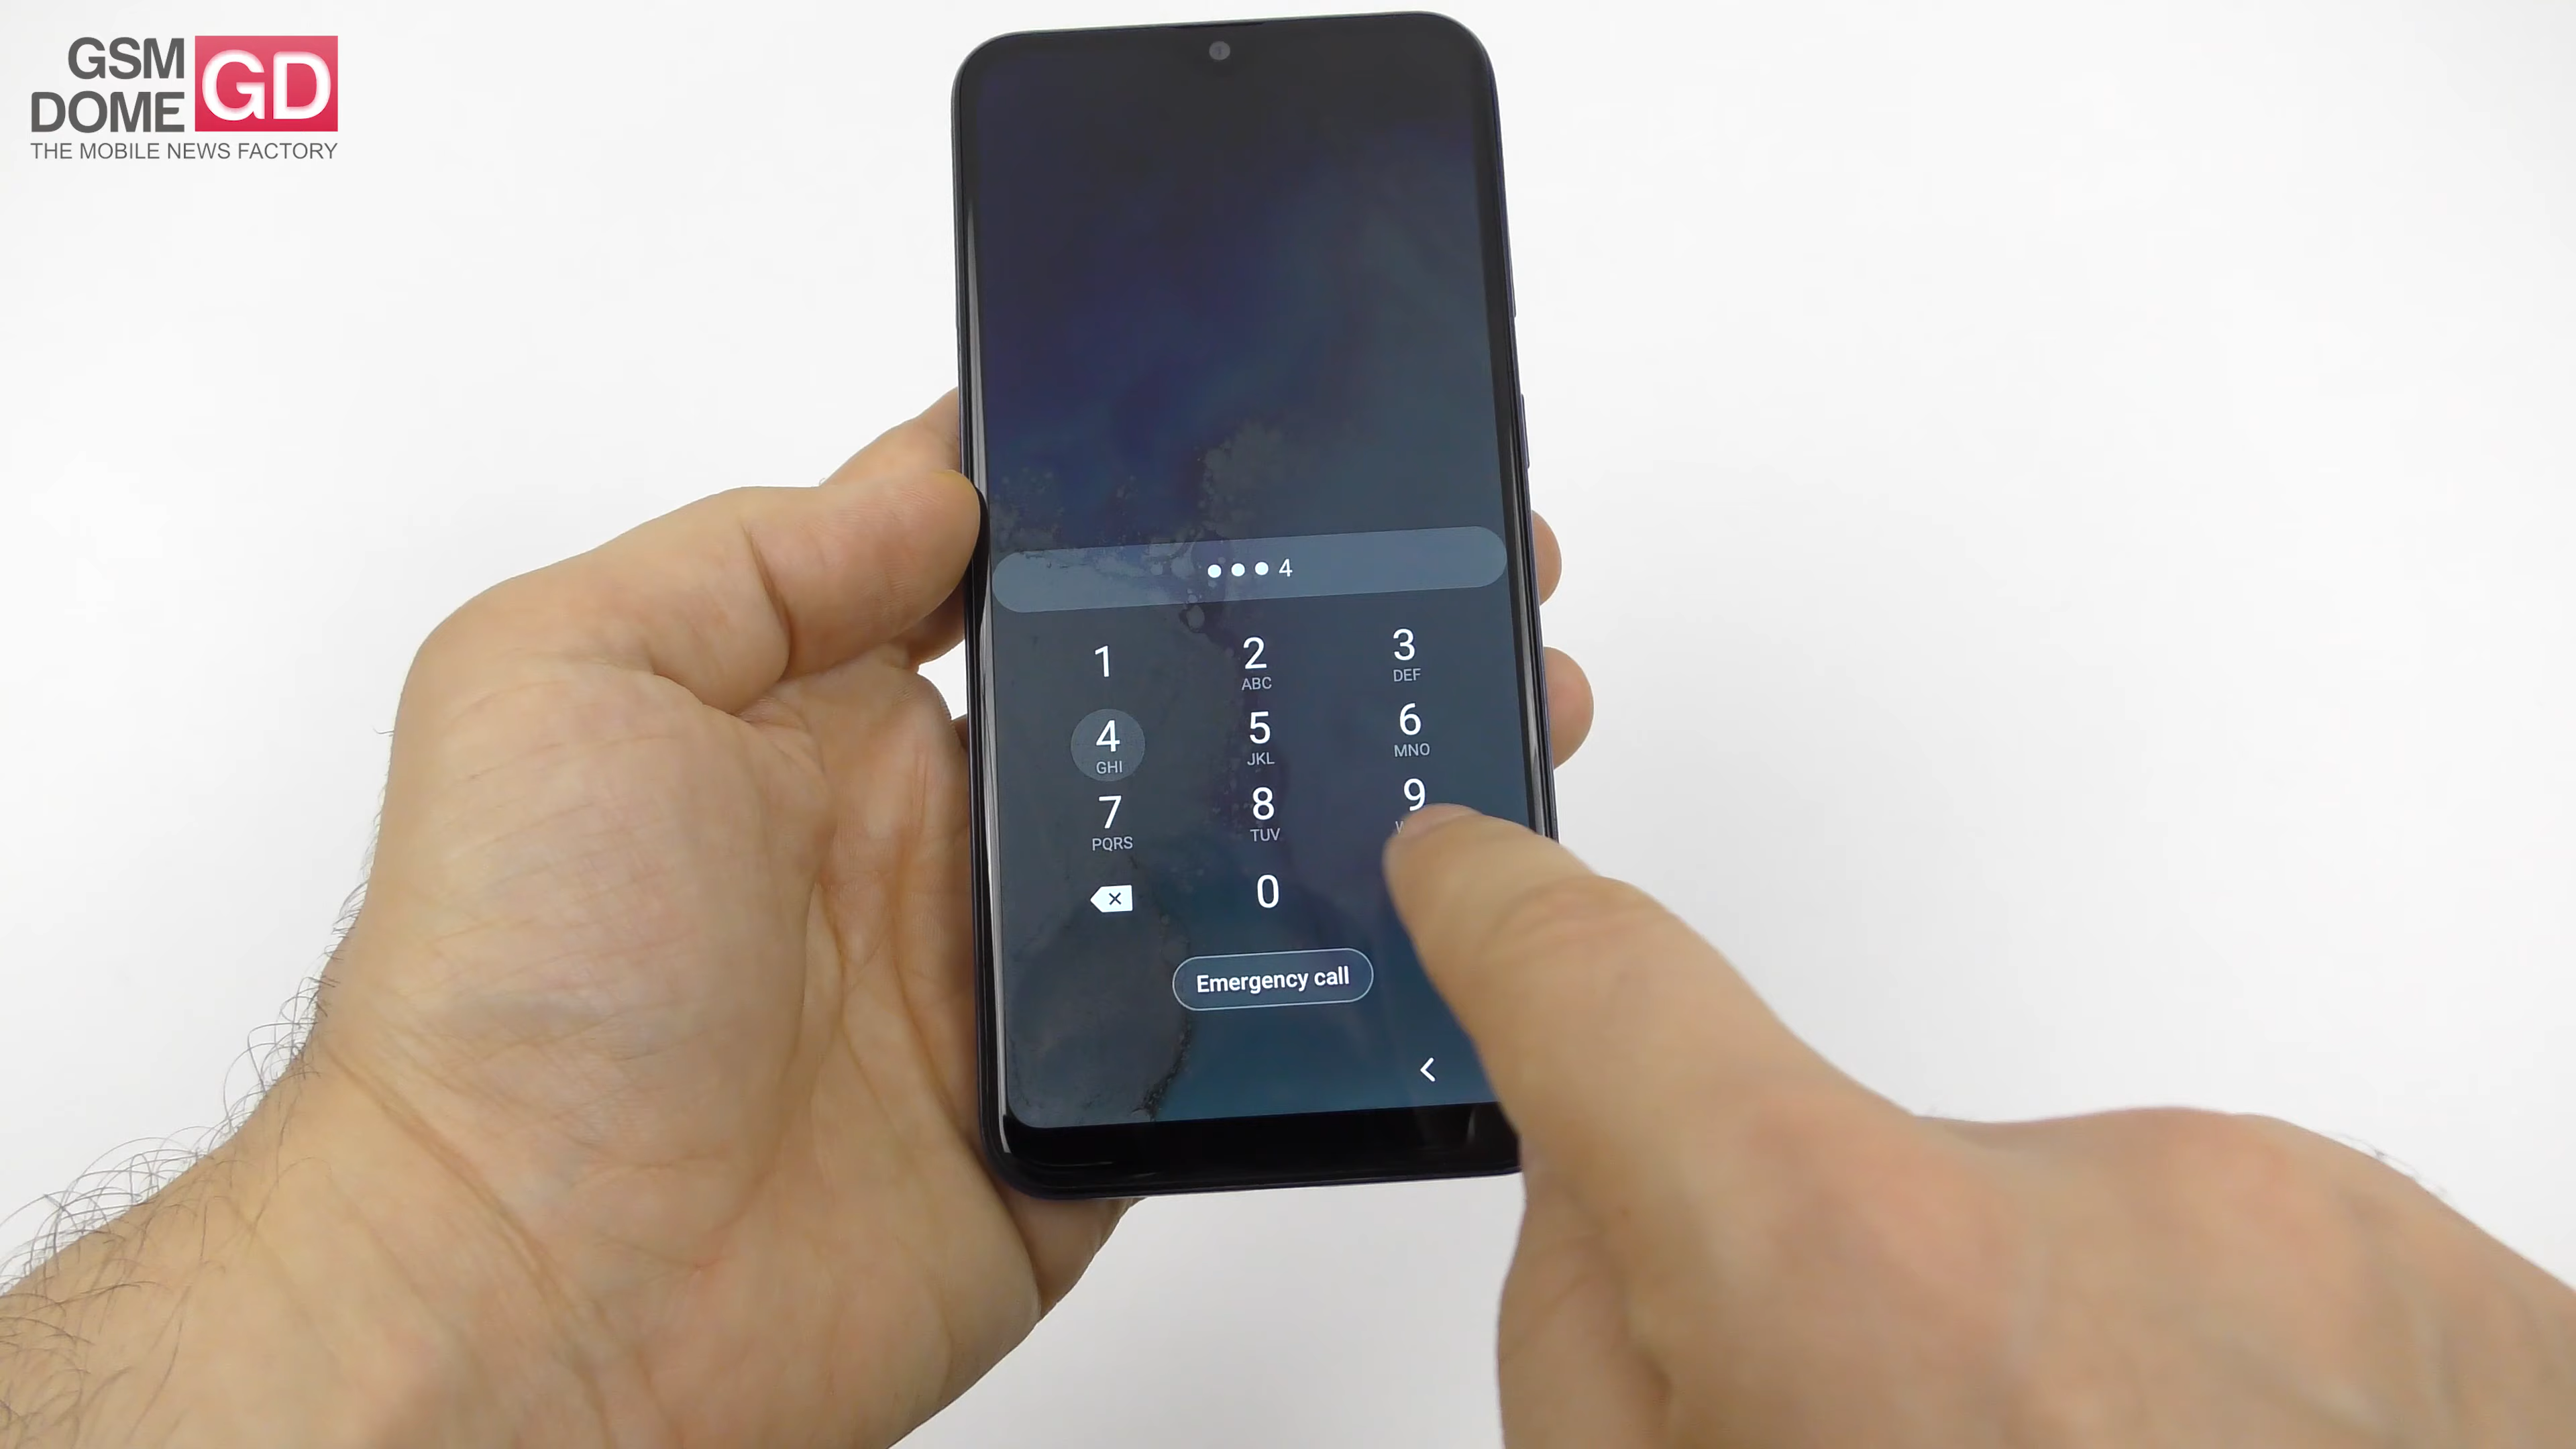 GSM
DOME
GD
THE MOBILE NEWS FACTORY
4
1 2 3
ABC DEF
4 5 6
GHI JKL MNO
7 8 9
PQRS TUV
0
Emergency call